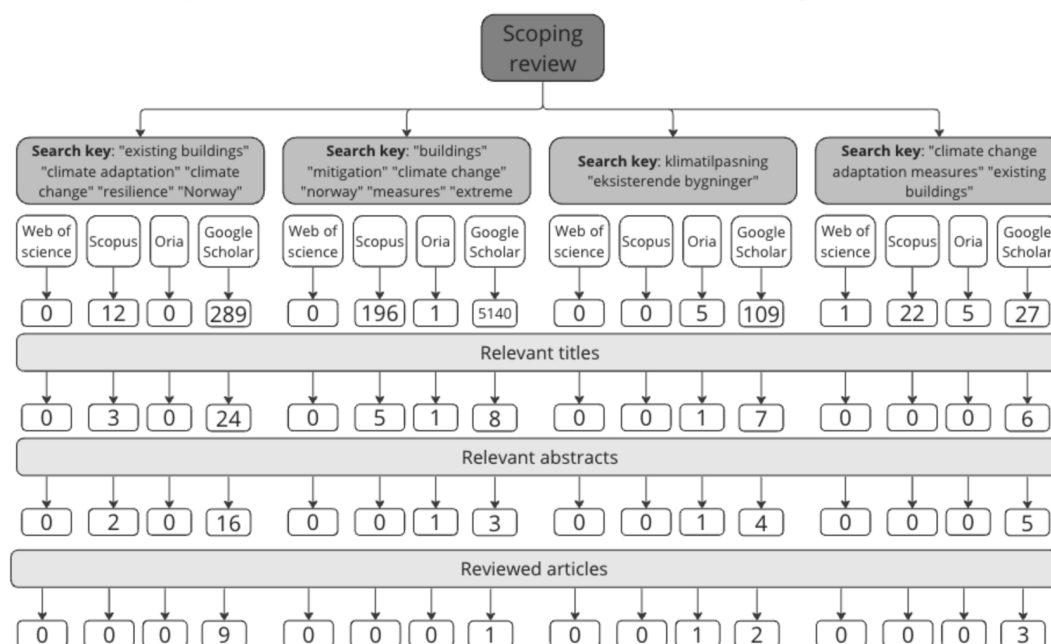 Scoping
review
Search key: "existing buildings"
"climate adaptation" "climate
change" "resilience" "Norway"
Search key: "buildings"
"mitigation" "climate change"
"norway" "measures" "extreme
Search key: klimatilpasning
"eksisterende bygninger"
Search key: "climate change
adaptation measures" "existing
buildings"
Web of
science
Scopus
Oria
Google
Scholar
Web of
science
Scopus
Oria
Google
Scholar
Web of
science
Scopus
Oria
Google
Scholar
Web of
science
Scopus
Oria
Google
Scholar
0 12 0 289 0 196 1 5140 0 0 5 109 1 22 5 27
Relevant titles
0 3 0 24 0 5 1 8 0 0 1 7 0 0 0 6
Relevant abstracts
0 2 0 16 0 0 1 3 0 0 1 4 0 0 0 5
Reviewed articles
0 0 0 9 0 0 0 1 0 0 1 2 0 0 0 3